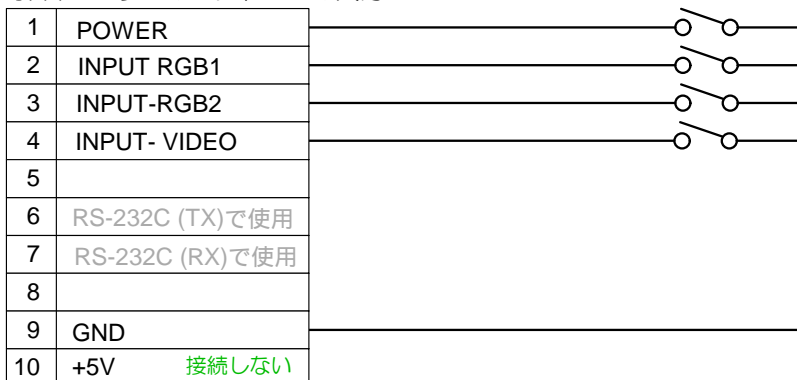 1 POWER
2 INPUT RGB1
3 INPUT-RGB2
4 INPUT- VIDEO
5
6 RS-232C (TX)で使用
7 RS-232C (RX)で使用
8
9 GND
10 +5V 接続しない